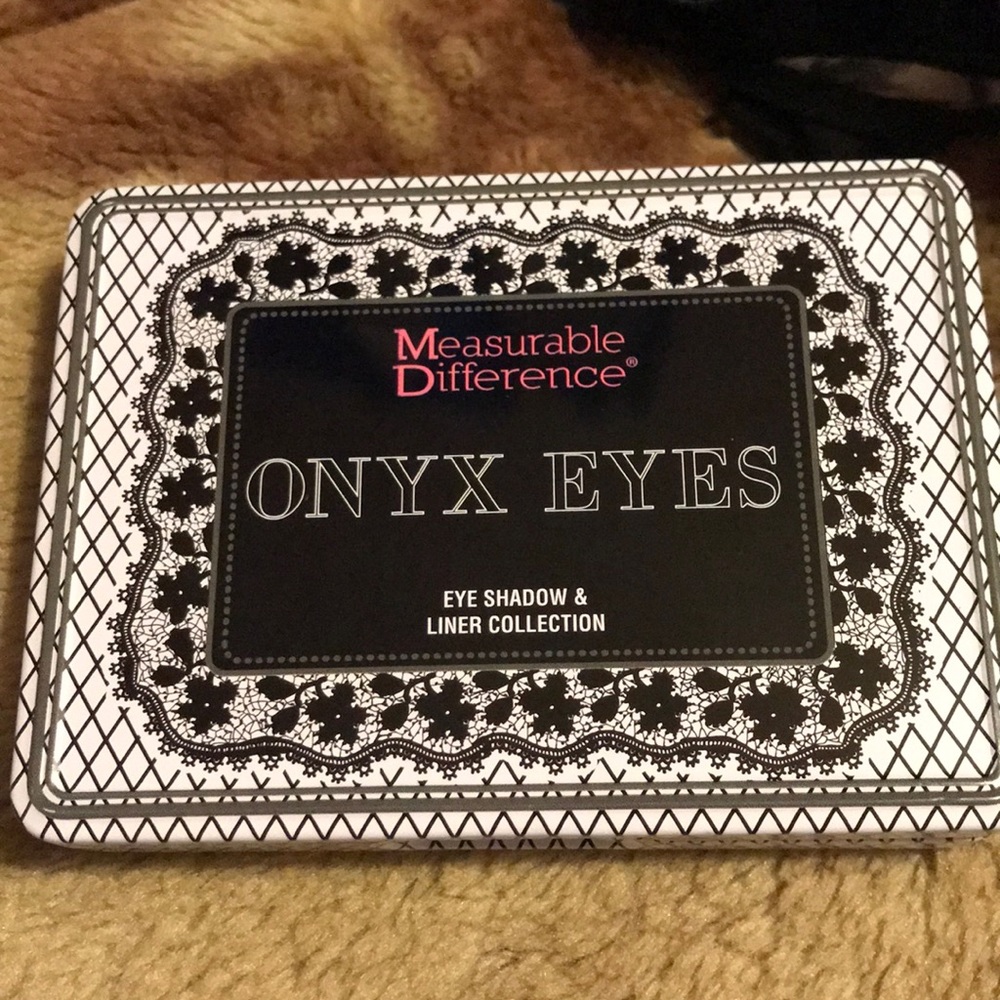 Measurable
Difference®
ONYX EYES
EYE SHADOW &
LINER COLLECTION